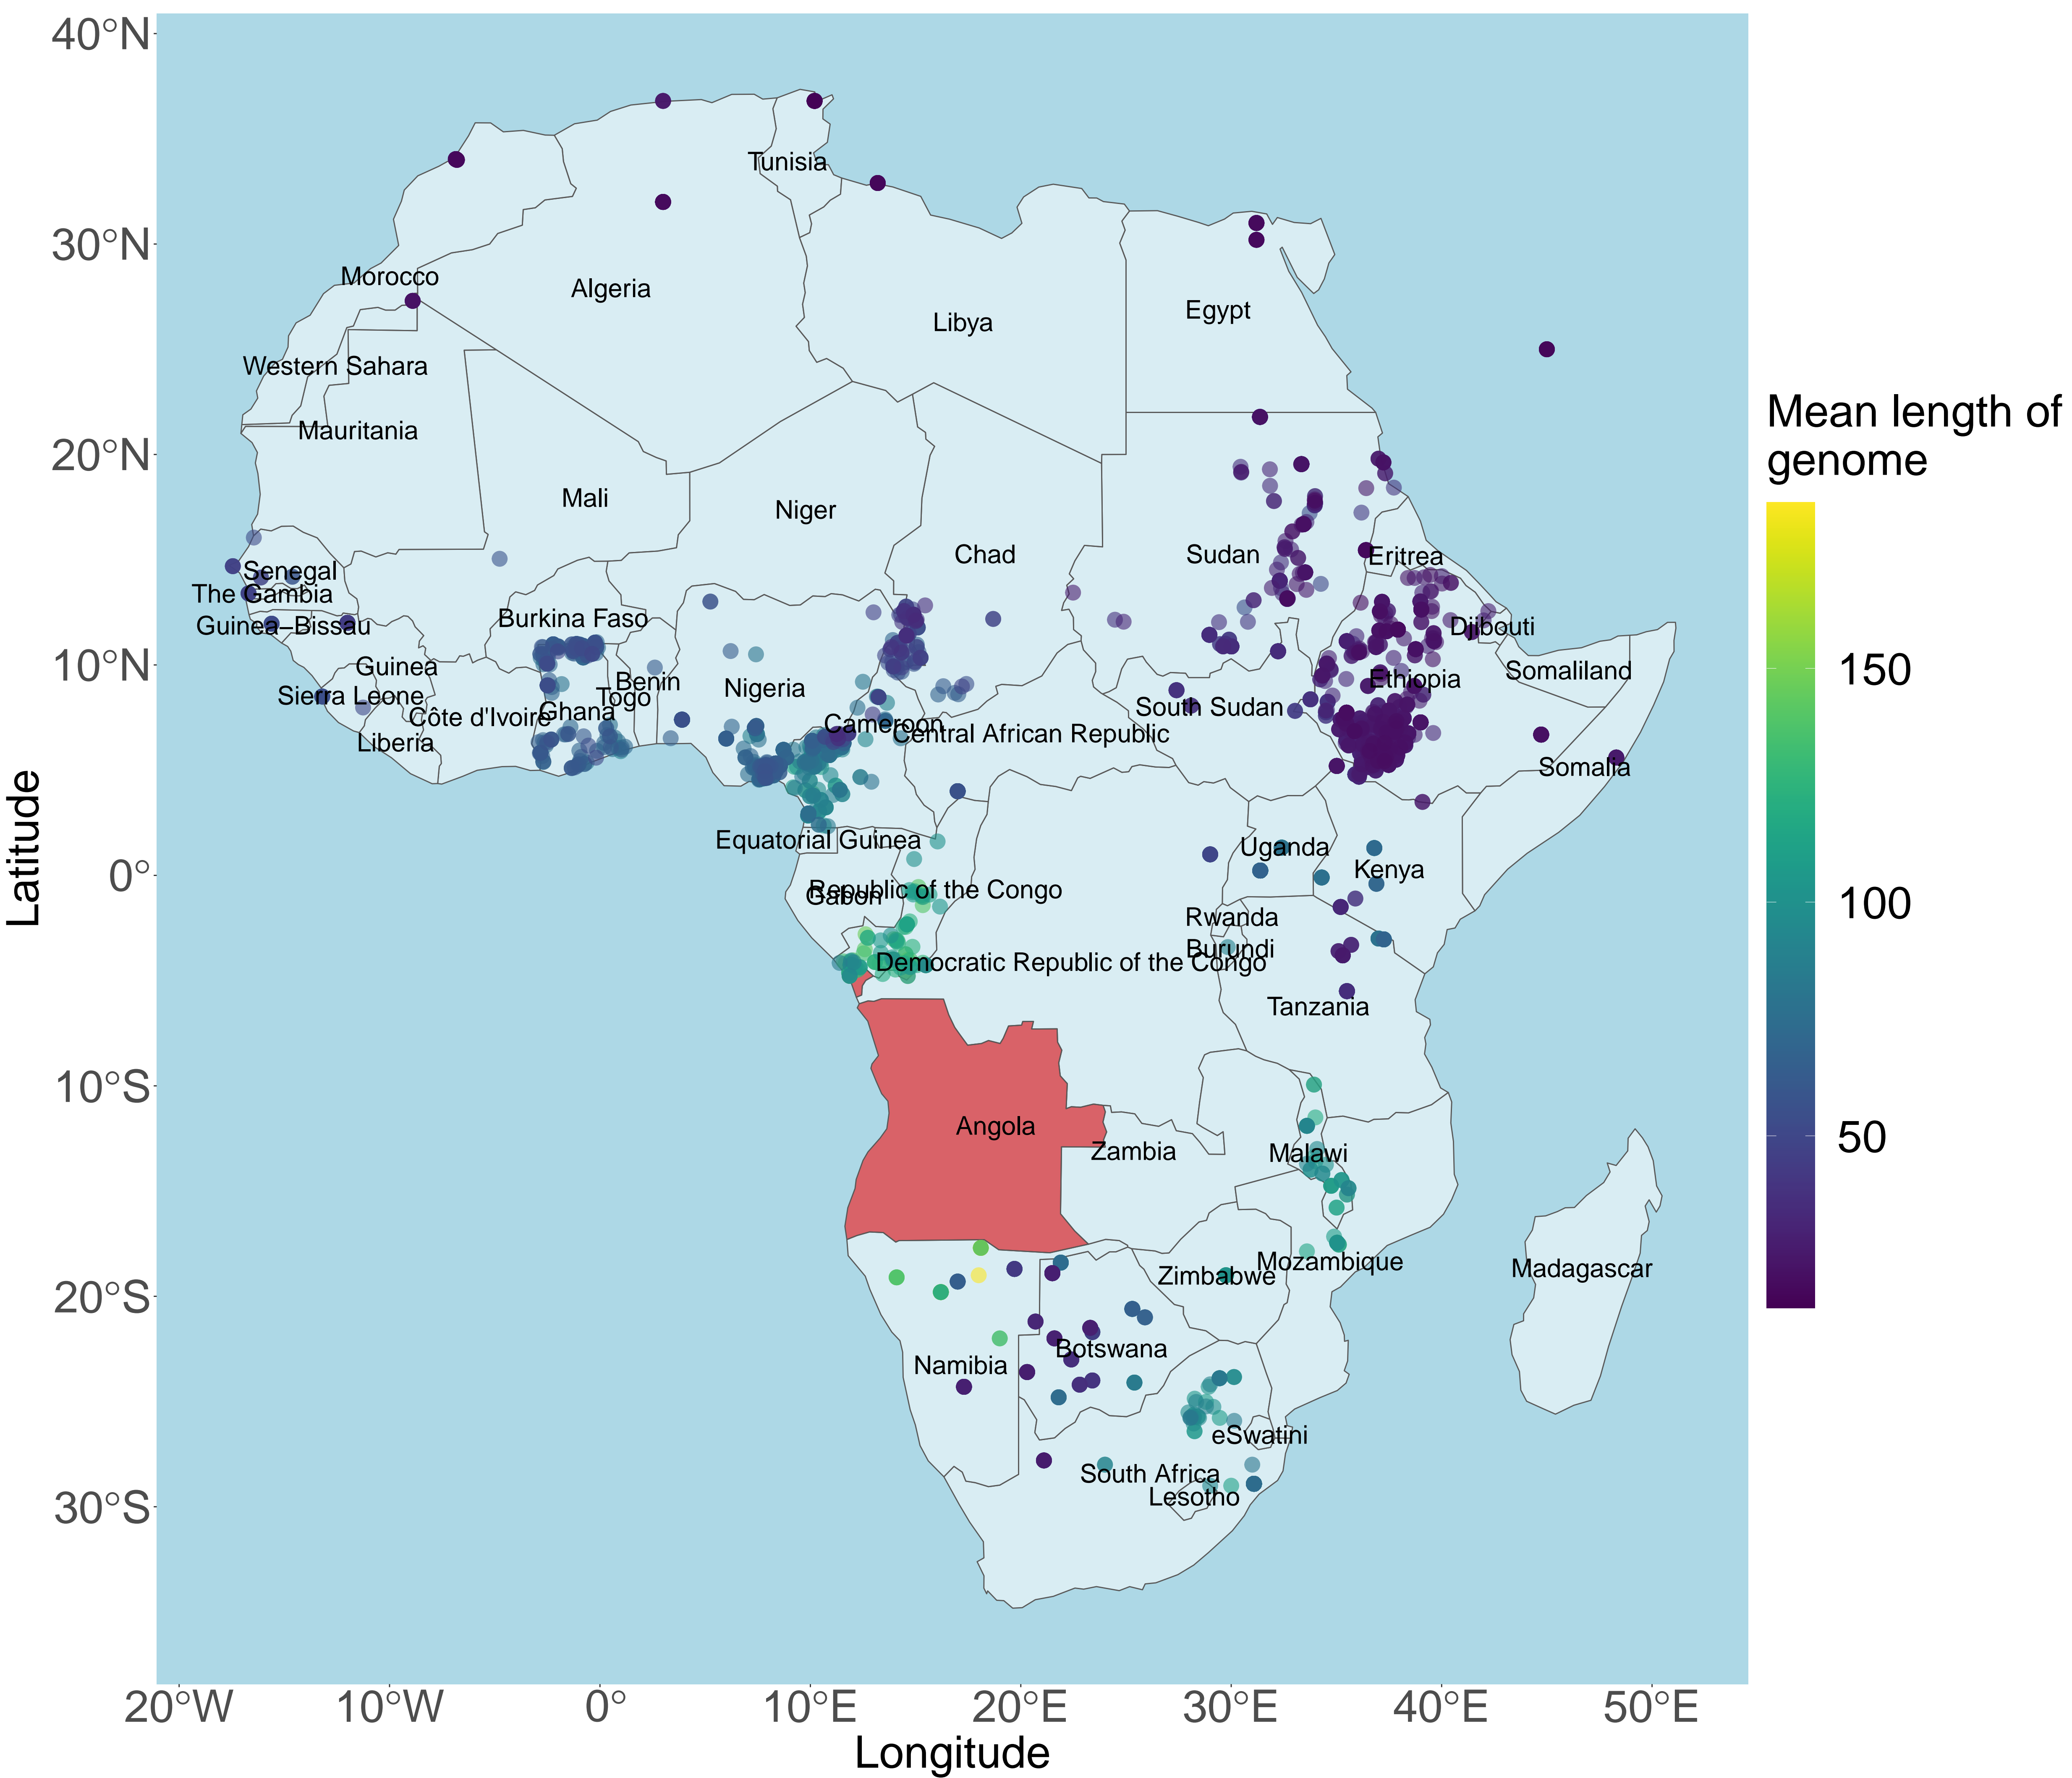 40°N
30°N
20°N
10°N
0°
10°S
20°S
30°S
Latitude
Tunisia
Morocco
Algeria
Libya
Egypt
Western Sahara
Mauritania
Mali
Niger
Chad
Sudan
Eritrea
Senegal
The Gambia
Guinea−Bissau
Burkina Faso
Djibouti
Guinea
Sierra Leone
Côte d'Ivoire
Ghana
Togo
Benin
Nigeria
Ethiopia
Somaliland
Liberia
Cameroon
Central African Republic
South Sudan
Somalia
Equatorial Guinea
Uganda
Kenya
Republic of the Congo
Gabon
Rwanda
Burundi
Democratic Republic of the Congo
Tanzania
Angola
Zambia
Malawi
Mozambique
Zimbabwe
Madagascar
Namibia
Botswana
eSwatini
South Africa
Lesotho
20°W
10°W
0°
10°E
20°E
30°E
40°E
50°E
Longitude
Mean length of
genome
150
100
50